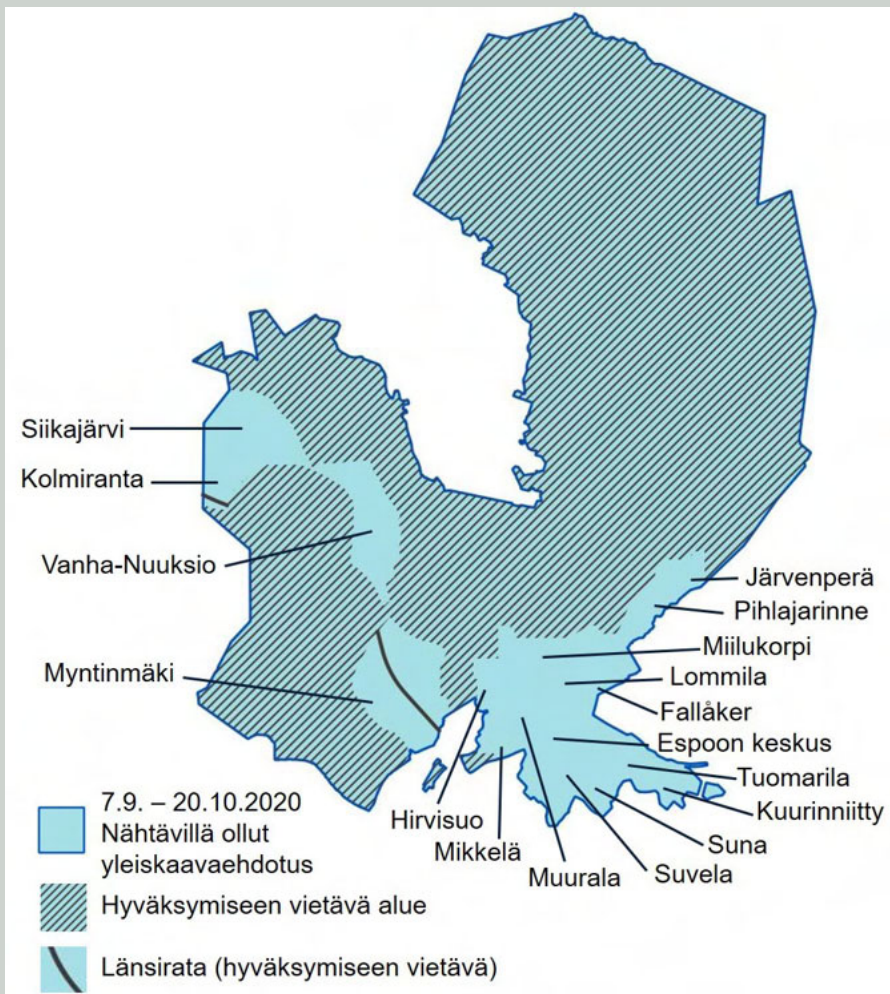 Siikajärvi
Kolmiranta
Vanha-Nuuksio
Myntinmäki
Järvenperä
Pihlajarinne
Miilukorpi
Lommila
Fallåker
Espoon keskus
Tuomarila
Kuurinniitty
Suna
Suvela
Muurala
Mikkelä
Hirvisuo
7.9. – 20.10.2020
Nähtävillä ollut
yleiskaavaehdotus
Hyväksymiseen vietävä alue
Länsirata (hyväksymiseen vietävä)